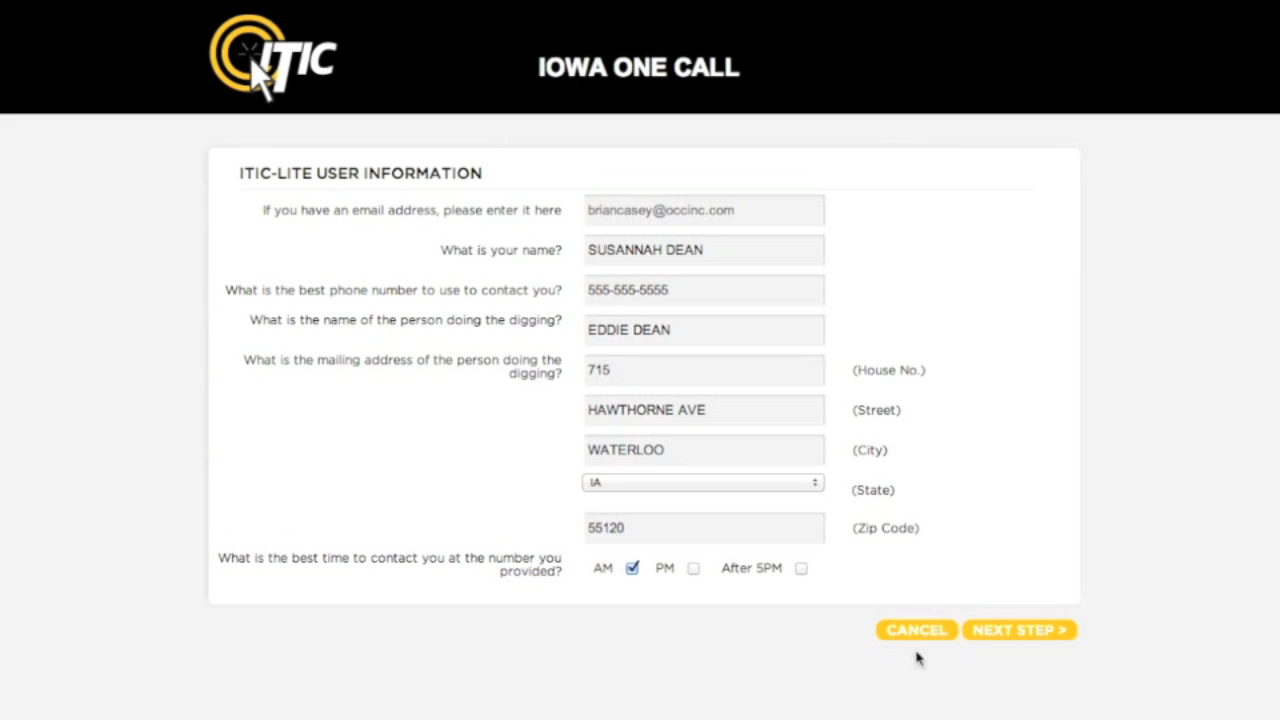 ITIC
IOWA ONE CALL
ITIC-LITE USER INFORMATION
If you have an email address, please enter it here briancasey@occinc.com
What is your name? SUSANNAH DEAN
What is the best phone number to use to contact you? 555-555-5555
What is the name of the person doing the digging? EDDIE DEAN
What is the mailing address of the person doing the
digging? 715 (House No.)
HAWTHORNE AVE (Street)
WATERLOO (City)
IA (State)
55120 (Zip Code)
What is the best time to contact you at the number you
provided? AM PM After 5PM
CANCEL NEXT STEP >